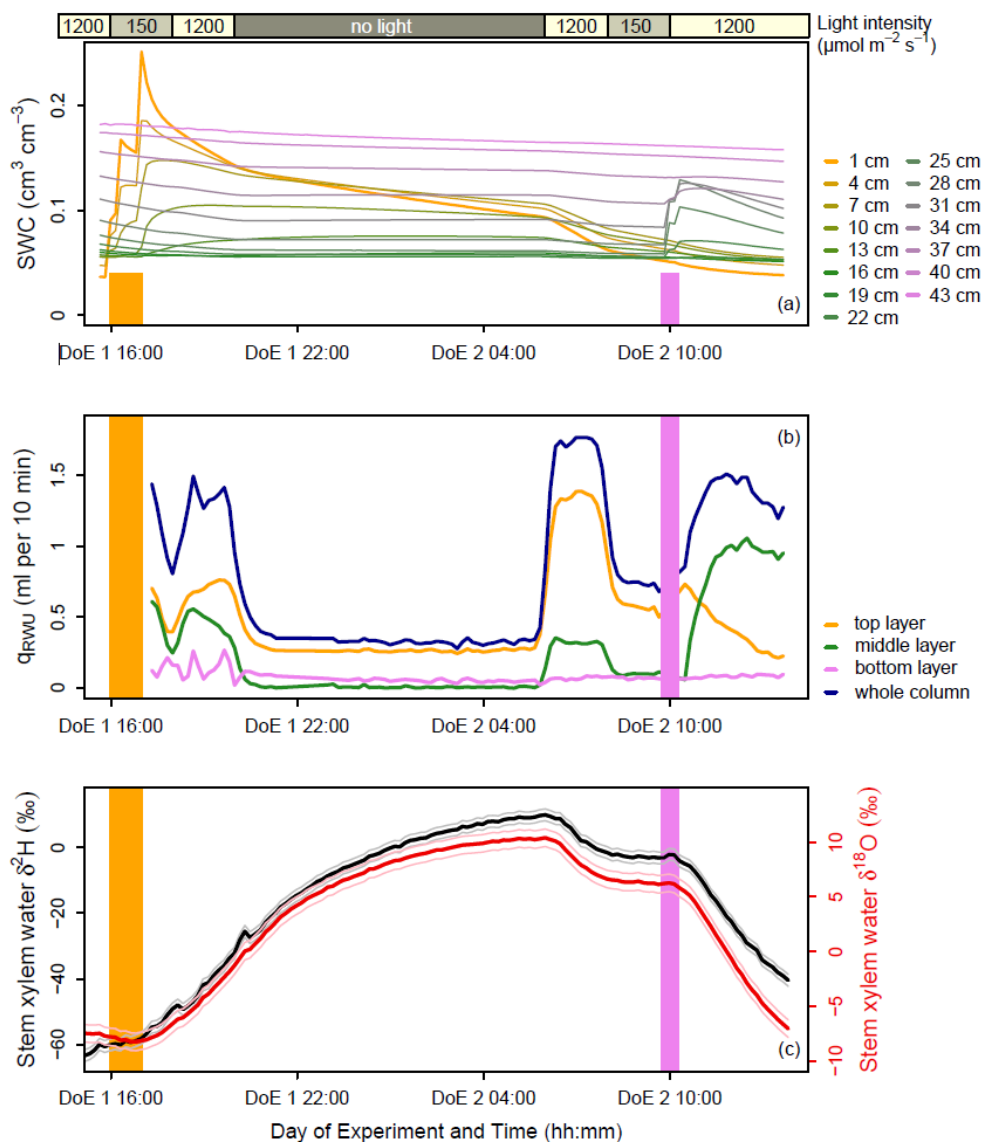 1200 150 1200 no light 1200 150 1200 Light intensity
(μmol m⁻² s⁻¹)
SWC (cm³ cm⁻³)
0.2
0.1
0
(a)
1 cm 25 cm
4 cm 28 cm
7 cm 31 cm
10 cm 34 cm
13 cm 37 cm
16 cm 40 cm
19 cm 43 cm
22 cm
DoE 1 16:00 DoE 1 22:00 DoE 2 04:00 DoE 2 10:00
qRWU (ml per 10 min)
1.5
1
0.5
0
(b)
top layer
middle layer
bottom layer
whole column
DoE 1 16:00 DoE 1 22:00 DoE 2 04:00 DoE 2 10:00
Stem xylem water δ²H (‰)
0
−20
−40
−60
(c)
10
5
0
−5
−10
Stem xylem water δ¹⁸O (‰)
DoE 1 16:00 DoE 1 22:00 DoE 2 04:00 DoE 2 10:00
Day of Experiment and Time (hh:mm)